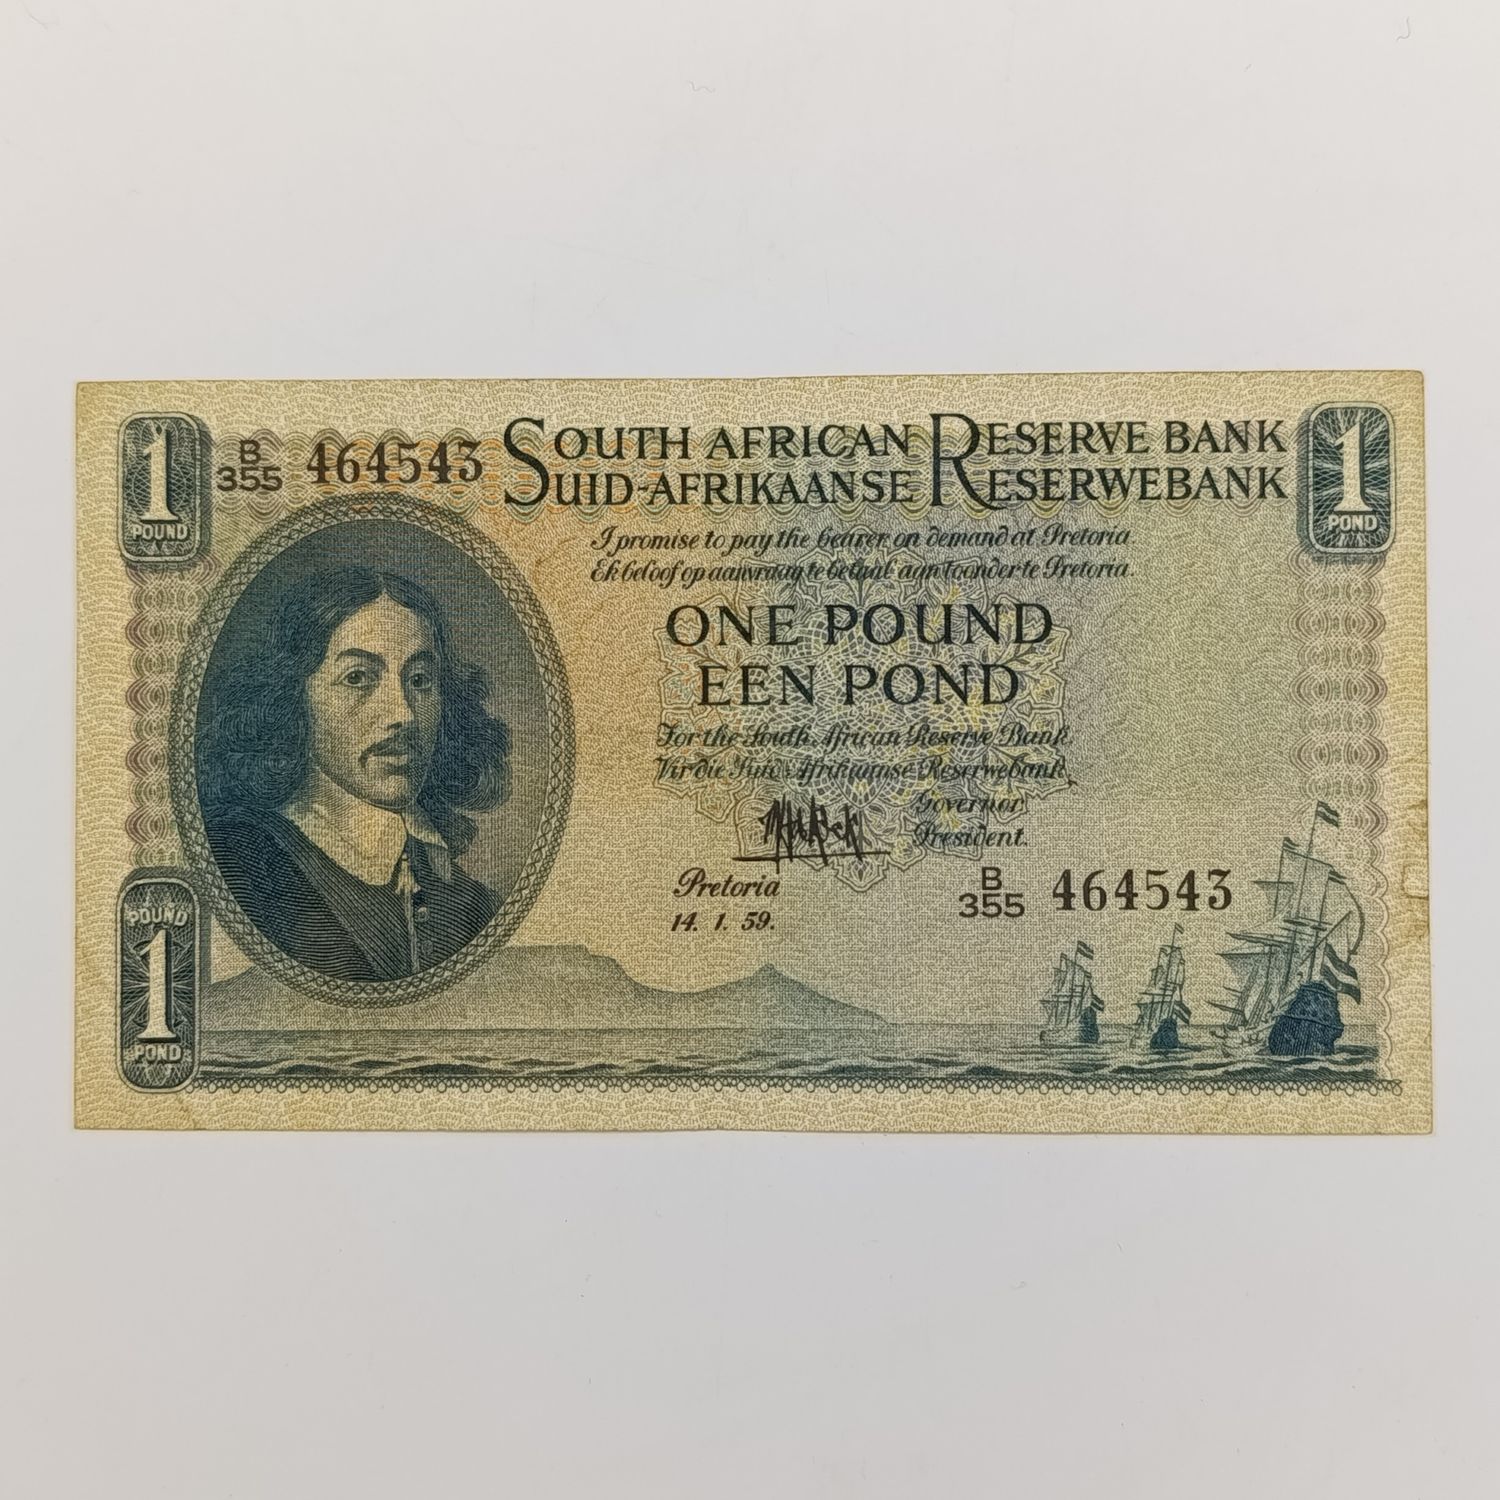 1
POUND
B
355 464543
SOUTH AFRICAN RESERVE BANK
SUID-AFRIKAANSE RESERWEBANK
1
POND
I promise to pay the bearer on demand at Pretoria.
Ek beloof op aanvraag te betaal aan toonder te Pretoria.
ONE POUND
EEN POND
For the South African Reserve Bank.
Vir die Suid-Afrikaanse Reserwebank.
Governor
President.
Pretoria
14. 1. 59.
B
355 464543
POUND
1
POND